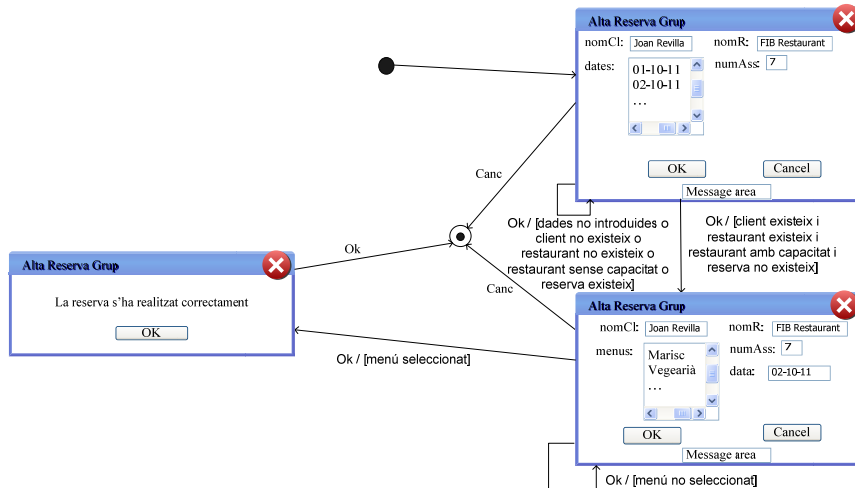 Alta Reserva Grup
nomCl: Joan Revilla nomR: FIB Restaurant
dates: 01-10-11 numAss: 7
02-10-11
...
OK Cancel
Message area
Canc
Ok / [dades no introduides o
client no existeix o
restaurant no existeix o
restaurant sense capacitat o
reserva existeix]
Ok / [client existeix i
restaurant existeix i
restaurant amb capacitat i
reserva no existeix]
Ok
Canc
Alta Reserva Grup
La reserva s'ha realitzat correctament
OK
Ok / [menú seleccionat]
Alta Reserva Grup
nomCl: Joan Revilla nomR: FIB Restaurant
menus: Marisc numAss: 7
Vegearià data: 02-10-11
...
OK Cancel
Message area
Ok / [menú no seleccionat]